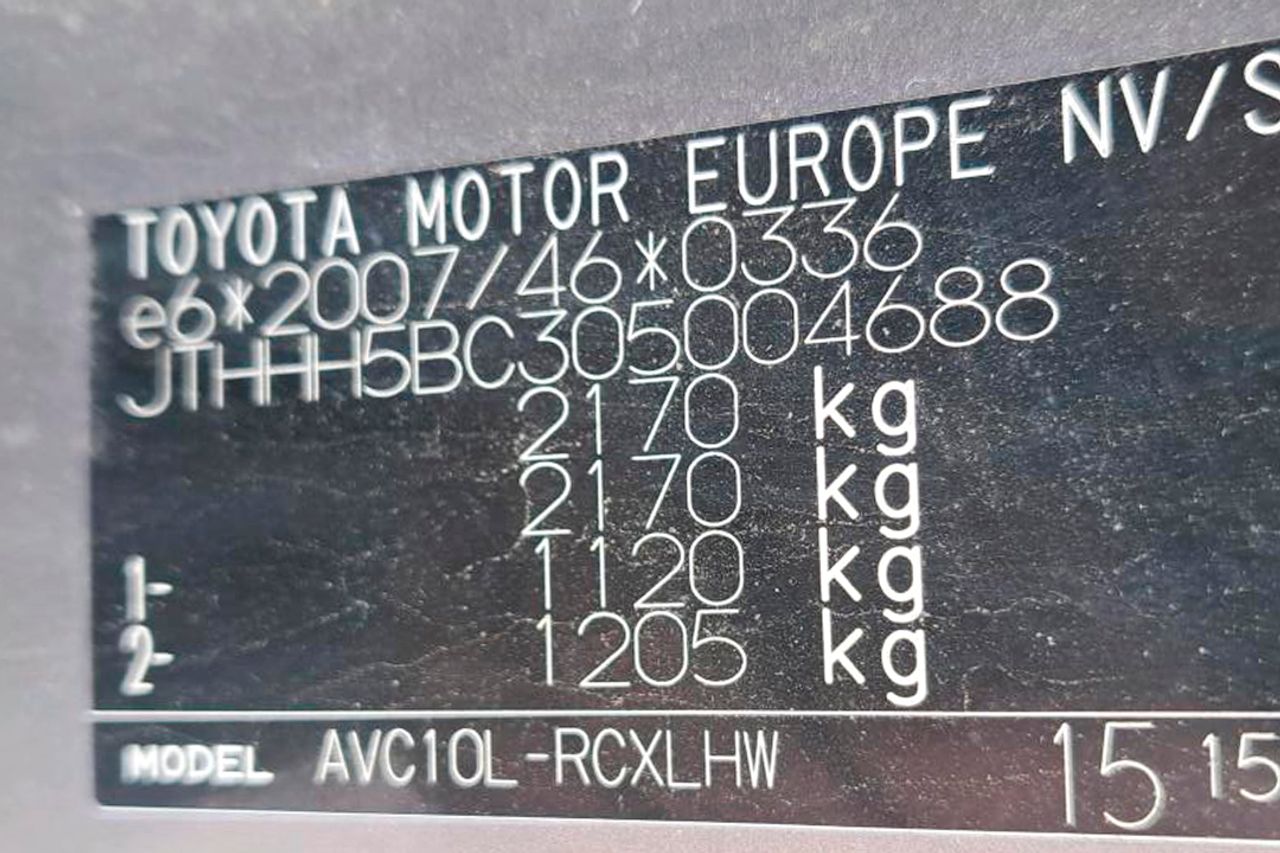 TOYOTA MOTOR EUROPE NV/S
e6*2007/46*0336
JTHHH5BC305004688
2170 kg
2170 kg
1- 1120 kg
2- 1205 kg
MODEL AVC10L-RCXLHW 15 15